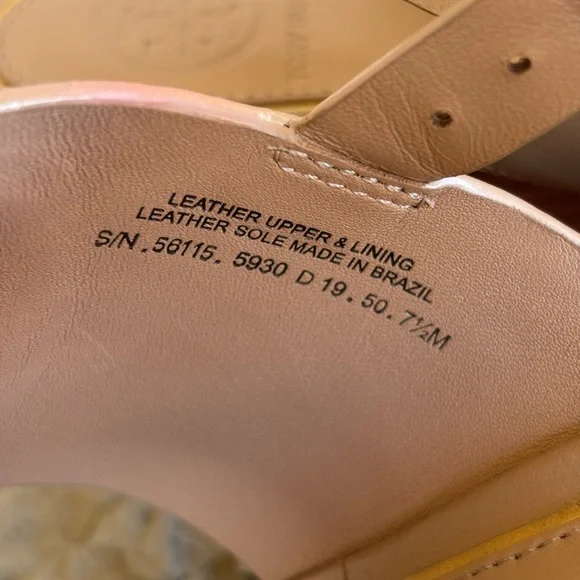 LEATHER UPPER & LINING
LEATHER SOLE MADE IN BRAZIL
S/N.56115. 5930 D 19.50.7½M